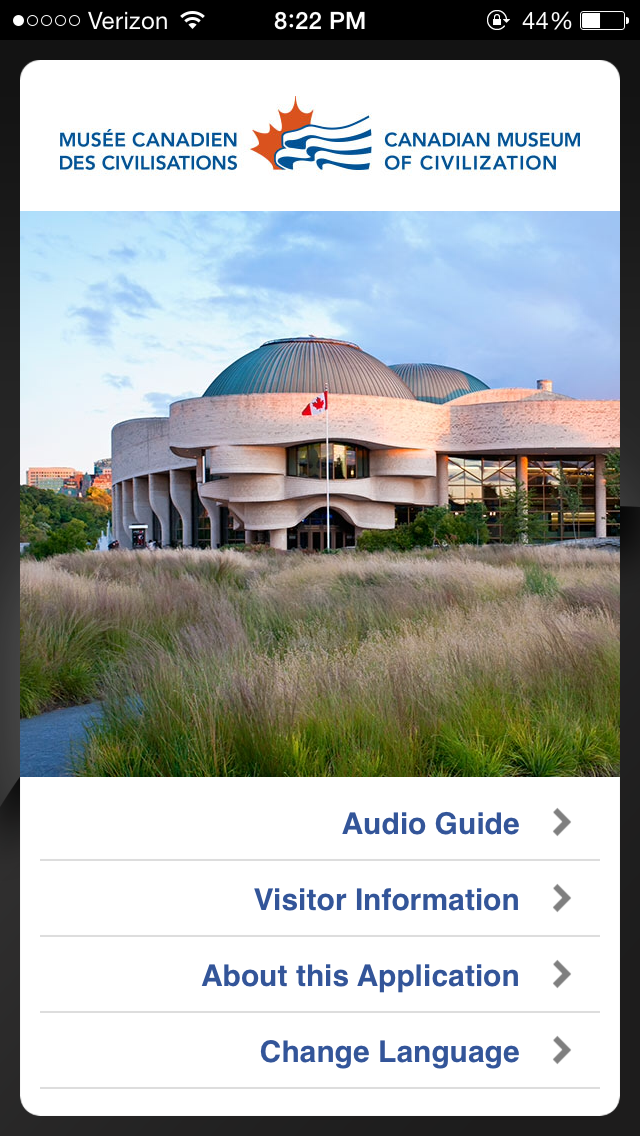 Verizon 8:22 PM 44%
MUSÉE CANADIEN
DES CIVILISATIONS
CANADIAN MUSEUM
OF CIVILIZATION
Audio Guide
Visitor Information
About this Application
Change Language